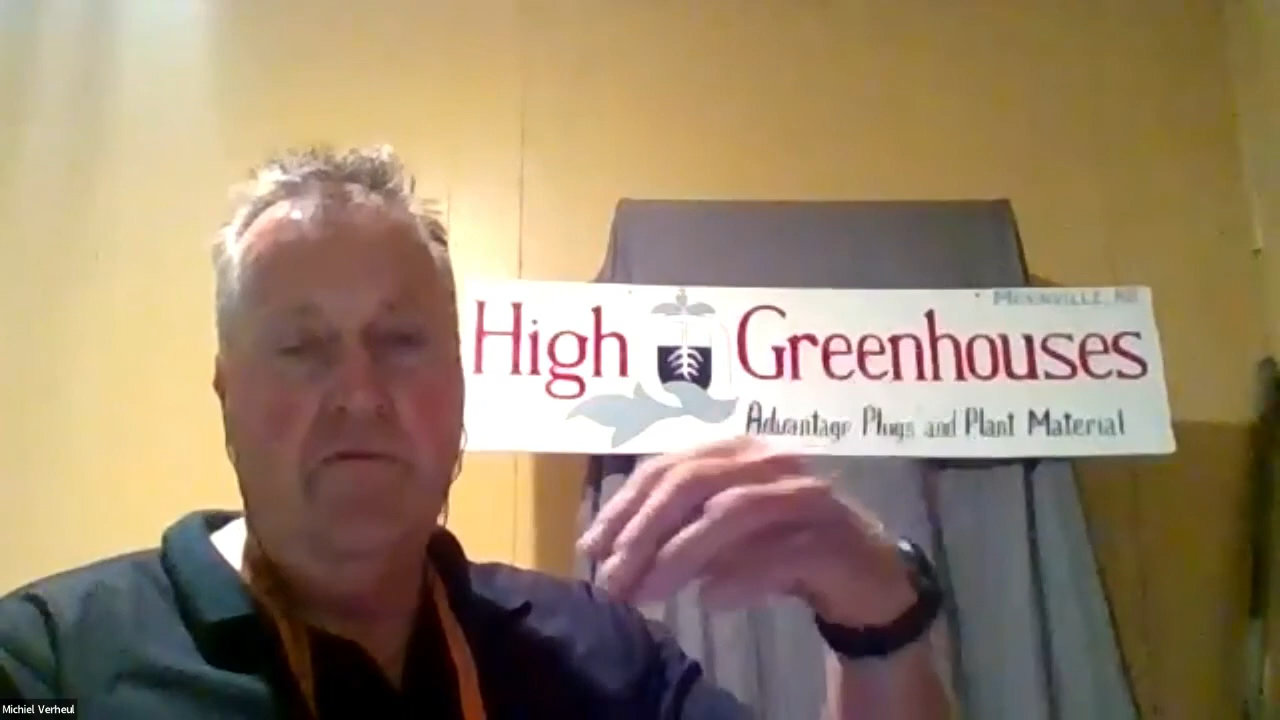 High Greenhouses
Advantage Plugs and Plant Material
Michiel Verheul